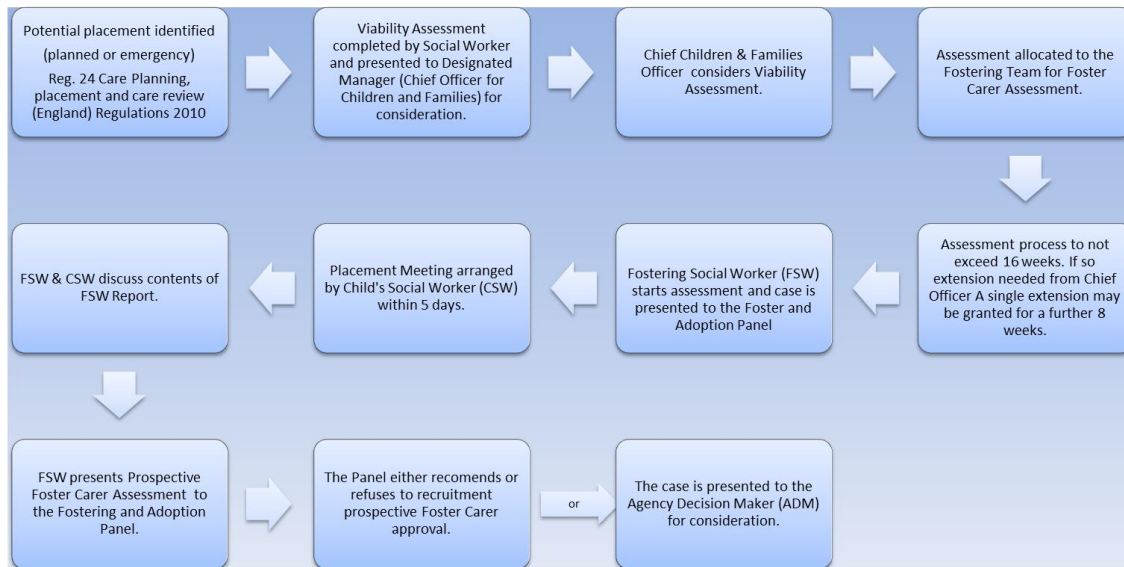 Potential placement identified
(planned or emergency)
Reg. 24 Care Planning,
placement and care review
(England) Regulations 2010
Viability Assessment
completed by Social Worker
and presented to Designated
Manager (Chief Officer for
Children and Families) for
consideration.
Chief Children & Families
Officer considers Viability
Assessment.
Assessment allocated to the
Fostering Team for Foster
Carer Assessment.
Assessment process to not
exceed 16 weeks. If so
extension needed from Chief
Officer A single extension may
be granted for a further 8
weeks.
Fostering Social Worker (FSW)
starts assessment and case is
presented to the Foster and
Adoption Panel
Placement Meeting arranged
by Child's Social Worker (CSW)
within 5 days.
FSW & CSW discuss contents of
FSW Report.
FSW presents Prospective
Foster Carer Assessment to
the Fostering and Adoption
Panel.
The Panel either recomends or
refuses to recruitment
prospective Foster Carer
approval.
or
The case is presented to the
Agency Decision Maker (ADM)
for consideration.